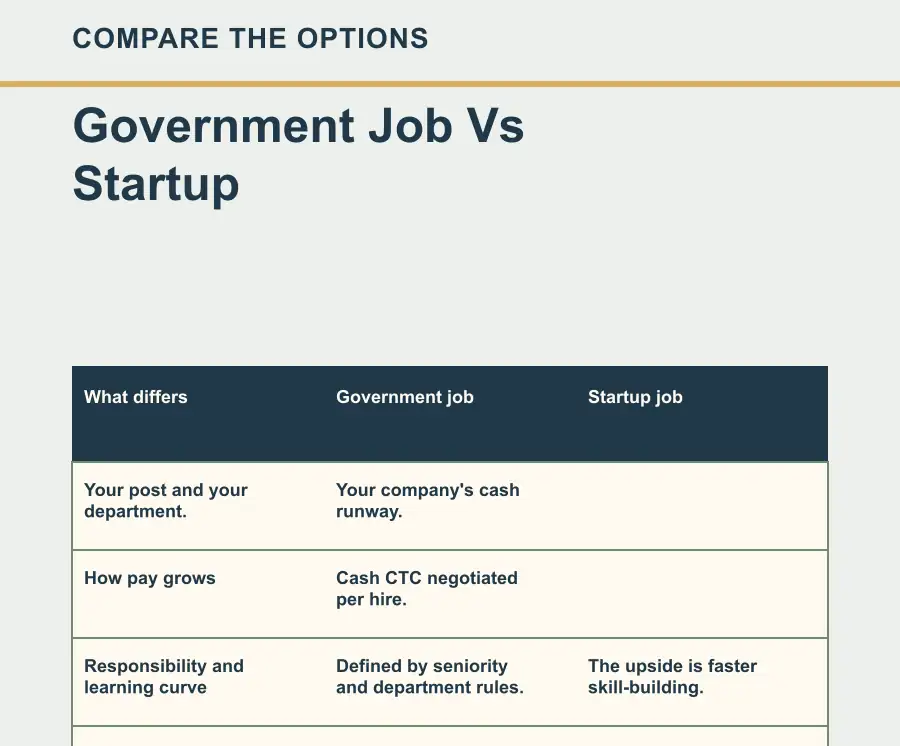 COMPARE THE OPTIONS
Government Job Vs
Startup
What differs
Government job
Startup job
Your post and your
department.
Your company's cash
runway.
How pay grows
Cash CTC negotiated
per hire.
Responsibility and
learning curve
Defined by seniority
and department rules.
The upside is faster
skill-building.